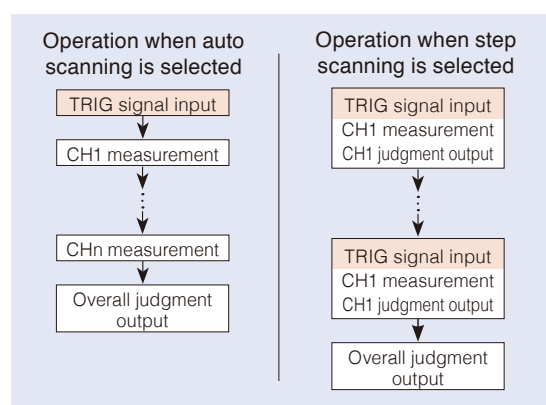 Operation when auto
scanning is selected
TRIG signal input
CH1 measurement
CHn measurement
Overall judgment
output
Operation when step
scanning is selected
TRIG signal input
CH1 measurement
CH1 judgment output
TRIG signal input
CH1 measurement
CH1 judgment output
Overall judgment
output